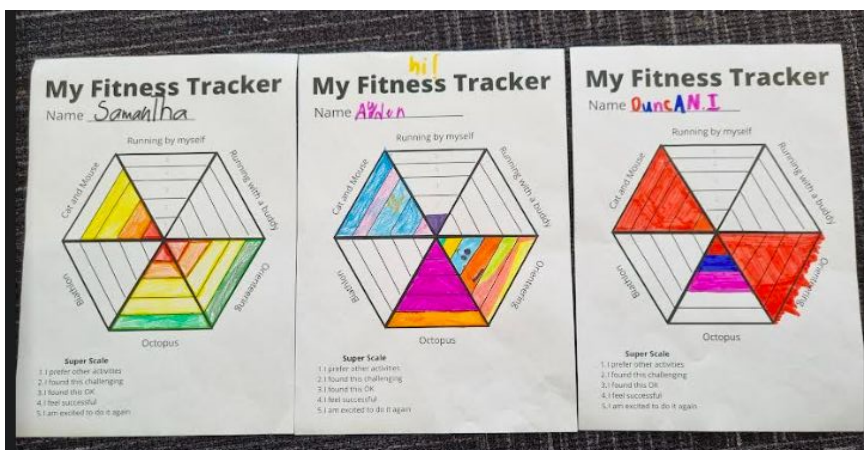 My Fitness Tracker
Name Samantha
Running by myself
Running with a buddy
Orienteering
Octopus
Biathlon
Cat and Mouse
Super Scale
1. I prefer other activities
2. I found this challenging
3. I found this OK
4. I feel successful
5. I am excited to do it again
hi!
My Fitness Tracker
Name Ayden
Running by myself
Running with a buddy
Orienteering
Octopus
Biathlon
Cat and Mouse
Super Scale
1. I prefer other activities
2. I found this challenging
3. I found this OK
4. I feel successful
5. I am excited to do it again
My Fitness Tracker
Name DuncAN.I
Running by myself
Running with a buddy
Orienteering
Octopus
Biathlon
Cat and Mouse
Super Scale
1. I prefer other activities
2. I found this challenging
3. I found this OK
4. I feel successful
5. I am excited to do it again